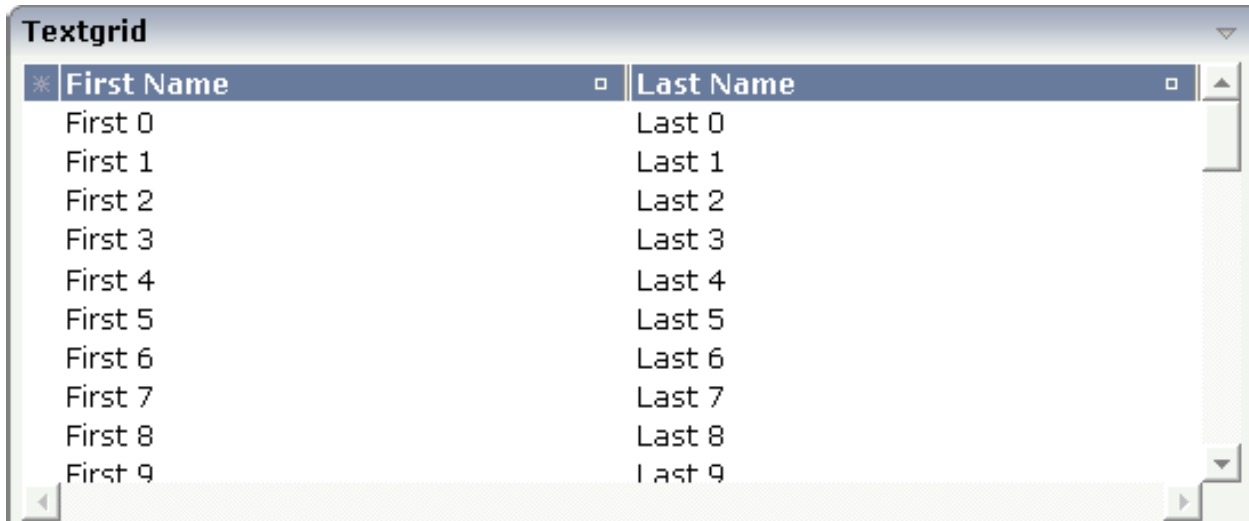 Textgrid
First Name Last Name
First 0 Last 0
First 1 Last 1
First 2 Last 2
First 3 Last 3
First 4 Last 4
First 5 Last 5
First 6 Last 6
First 7 Last 7
First 8 Last 8
First 9 Last 9